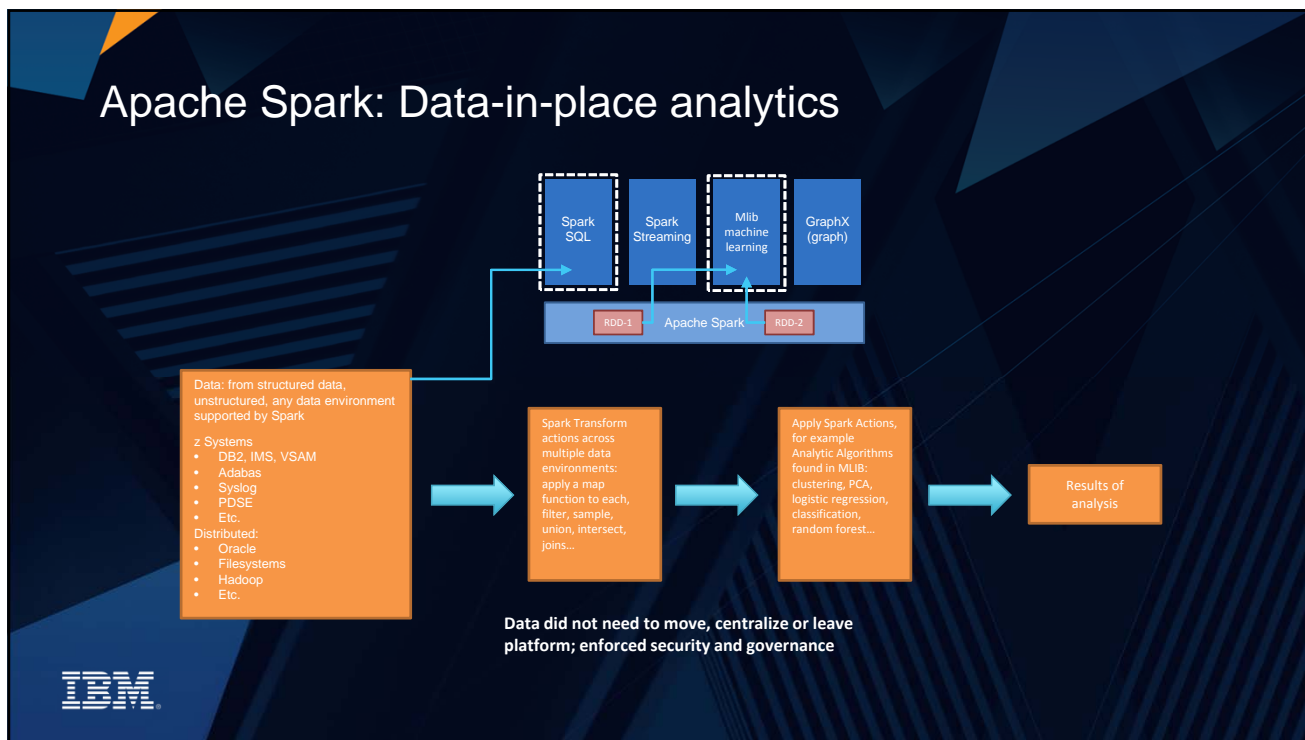 Apache Spark: Data-in-place analytics
Spark
SQL
Spark
Streaming
Mlib
machine
learning
GraphX
(graph)
RDD-1
Apache Spark
RDD-2
Data: from structured data,
unstructured, any data environment
supported by Spark
z Systems
• DB2, IMS, VSAM
• Adabas
• Syslog
• PDSE
• Etc.
Distributed:
• Oracle
• Filesystems
• Hadoop
• Etc.
Spark Transform
actions across
multiple data
environments:
apply a map
function to each,
filter, sample,
union, intersect,
joins…
Apply Spark Actions,
for example
Analytic Algorithms
found in MLIB:
clustering, PCA,
logistic regression,
classification,
random forest…
Results of
analysis
Data did not need to move, centralize or leave
platform; enforced security and governance
IBM.